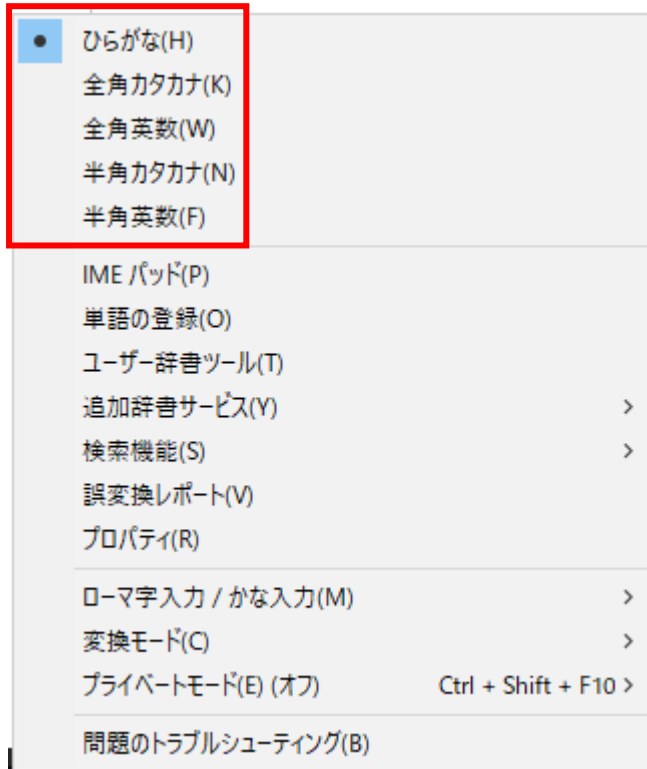 ひらがな(H)
全角カタカナ(K)
全角英数(W)
半角カタカナ(N)
半角英数(F)
IME パッド(P)
単語の登録(O)
ユーザー辞書ツール(T)
追加辞書サービス(Y)
検索機能(S)
誤変換レポート(V)
プロパティ(R)
ローマ字入力 / かな入力(M)
変換モード(C)
プライベートモード(E) (オフ) Ctrl + Shift + F10
問題のトラブルシューティング(B)